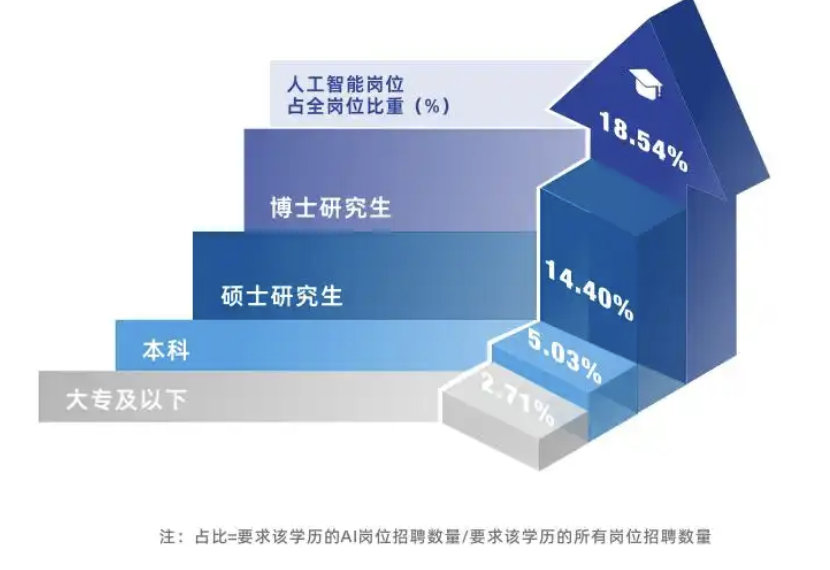 人工智能岗位
占全岗位比重（%）
18.54%
博士研究生
14.40%
硕士研究生
5.03%
本科
2.71%
大专及以下
注：占比=要求该学历的AI岗位招聘数量/要求该学历的所有岗位招聘数量